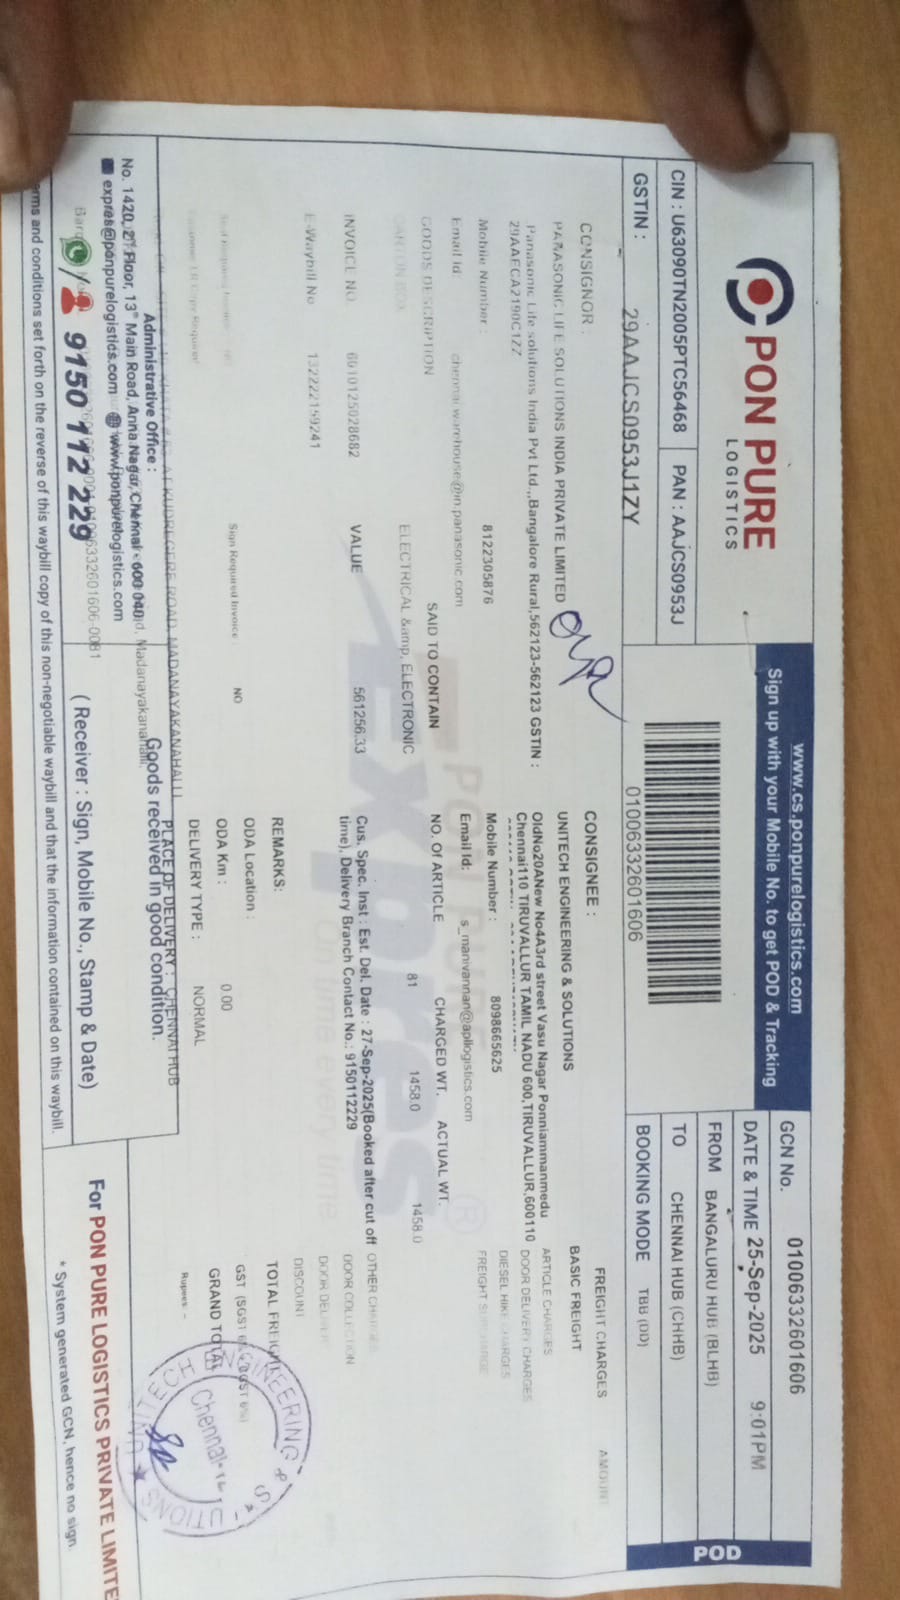 PON PURE
LOGISTICS
CIN : U63090TN2005PTC56468
PAN : AAJCS0953J
GSTIN :
29AAJCS0953J1ZY
www.cs.ponpurelogistics.com
Sign up with your Mobile No. to get POD & Tracking
01006332601606
GCN No.
01006332601606
DATE & TIME 25-Sep-2025 9:01PM
FROM BANGALURU HUB (BLHB)
TO CHENNAI HUB (CHHB)
BOOKING MODE TBB (DD)
POD
CONSIGNOR :
PANASONIC LIFE SOLUTIONS INDIA PRIVATE LIMITED
Panasonic Life solutions India Pvt Ltd.,,Bangalore Rural,562123-562123 GSTIN :
29AAECA2190C1ZZ
Mobile Number : 8122305876
Email Id: chennai.warehouse@in.panasonic.com
CONSIGNEE :
UNITECH ENGINEERING & SOLUTIONS
OldNo20ANew No4A3rd street Vasu Nagar Ponniammanmedu
Chennai110 TIRUVALLUR TAMIL NADU 600,TIRUVALLUR,600110
Mobile Number : 8098665625
Email Id: s_manivannan@apllogistics.com
GOODS DESCRIPTION
SAID TO CONTAIN
ELECTRICAL &amp; ELECTRONIC
NO. Of ARTICLE
81
CHARGED WT.
1458.0
ACTUAL WT.
1458.0
INVOICE NO.
6010125028682
VALUE
561256.33
E-Waybill No
132222159241
Cus. Spec. Inst : Est. Del. Date : 27-Sep-2025(Booked after cut off
time), Delivery Branch Contact No.: 9150112229
Sign Required Invoice : NO
REMARKS:
ODA Location :
ODA Km : 0.00
DELIVERY TYPE : NORMAL
PLACE OF DELIVERY : CHENNAI HUB
FREIGHT CHARGES AMOUNT
BASIC FREIGHT
ARTICLE CHARGES
DOOR DELIVERY CHARGES
DIESEL HIKE CHARGES
FREIGHT SURCHARGE
OTHER CHARGES
DOOR COLLECTION
DOOR DELIVERY
DISCOUNT
TOTAL FREIGHT
GRAND TOTAL
Rupees: -
PON PURE
Express
On time every time
Administrative Office :
No. 1420, 2nd Floor, 13th Main Road, Anna Nagar, Chennai - 600 040
express@ponpurelogistics.com www.ponpurelogistics.com
9150 112 229
Goods received in good condition.
( Receiver : Sign, Mobile No., Stamp & Date)
For PON PURE LOGISTICS PRIVATE LIMITE
* System generated GCN, hence no sign.
rms and conditions set forth on the reverse of this waybill copy of this non-negotiable waybill and that the information contained on this waybill.
Chennai